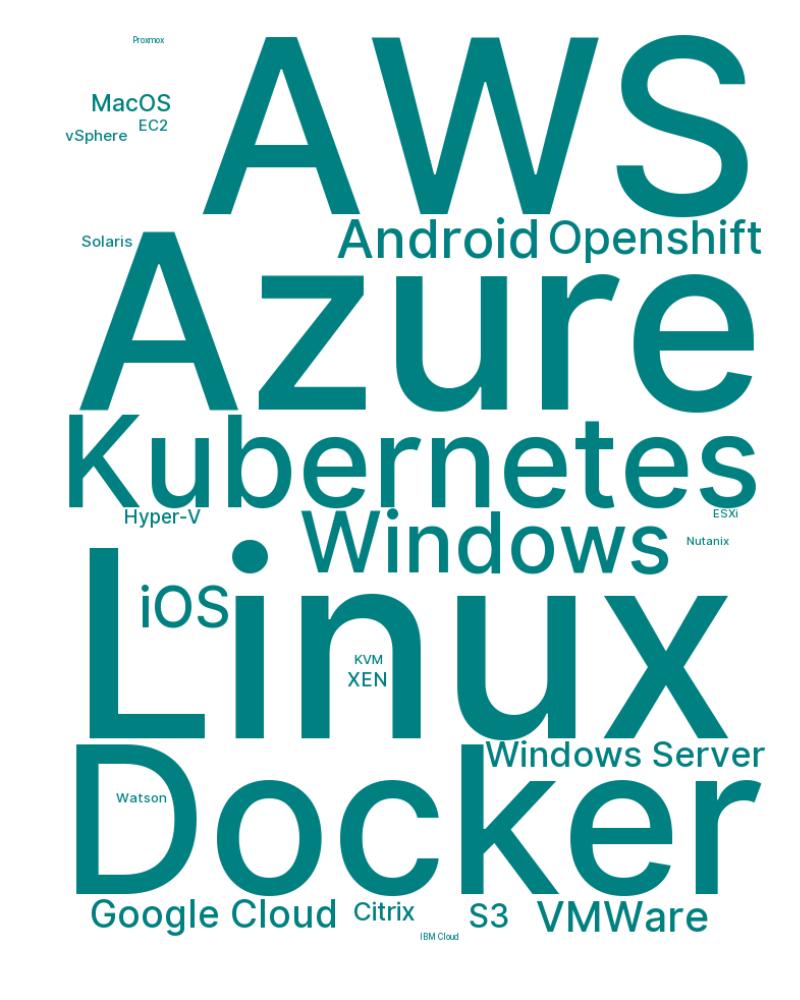 Proxmox
AWS
MacOS
EC2
vSphere
Solaris
Android
Openshift
Azure
Kubernetes
Hyper-V
Windows
ESXi
Nutanix
Linux
iOS
KVM
XEN
Windows Server
Docker
Watson
Google Cloud
Citrix
S3
VMWare
IBM Cloud